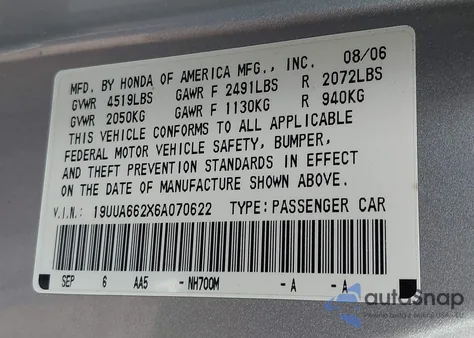 MFD. BY HONDA OF AMERICA MFG., INC. 08/06
GVWR 4519LBS GAWR F 2491LBS R 2072LBS
GVWR 2050KG GAWR F 1130KG R 940KG
THIS VEHICLE CONFORMS TO ALL APPLICABLE
FEDERAL MOTOR VEHICLE SAFETY, BUMPER,
AND THEFT PREVENTION STANDARDS IN EFFECT
ON THE DATE OF MANUFACTURE SHOWN ABOVE.
V.I.N.: 19UUA662X6A070622 TYPE: PASSENGER CAR
SEP 6 AA5 -NH700M -A -A
autoSnap